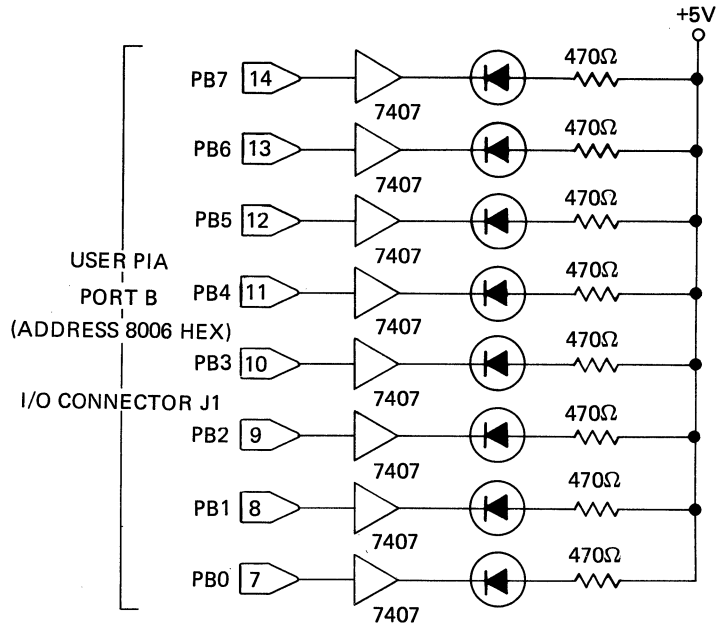 +5V
470Ω
PB7 14
7407
470Ω
PB6 13
7407
470Ω
PB5 12
7407
USER PIA
470Ω
PORT B
PB4 11
7407
(ADDRESS 8006 HEX)
470Ω
PB3 10
7407
I/O CONNECTOR J1
470Ω
PB2 9
7407
470Ω
PB1 8
7407
470Ω
PB0 7
7407